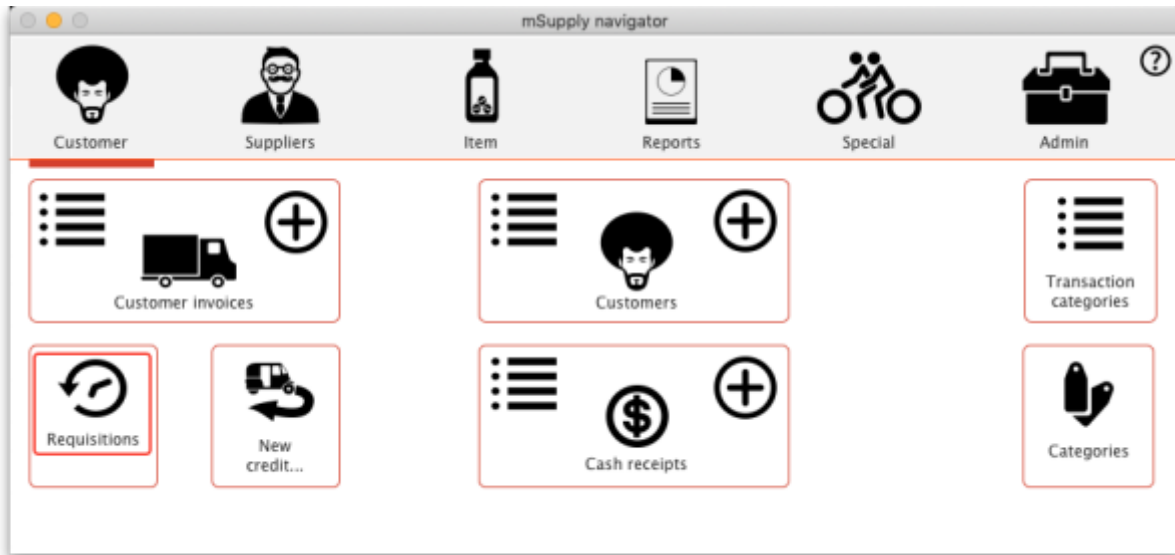 mSupply navigator
Customer
Suppliers
Item
Reports
Special
Admin
?
Customer invoices
Customers
Transaction
categories
Requisitions
New
credit...
Cash receipts
Categories